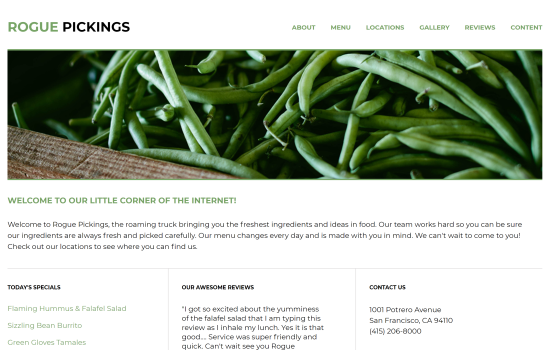 ROGUE PICKINGS
ABOUT MENU LOCATIONS GALLERY REVIEWS CONTENT
WELCOME TO OUR LITTLE CORNER OF THE INTERNET!
Welcome to Rogue Pickings, the roaming truck bringing you the freshest ingredients and ideas in food. Our team works hard so you can be sure
our ingredients are always fresh and picked carefully. Our menu changes every day and is made with you in mind. We can't wait to come to you!
Check out our locations to see where you can find us.
TODAY'S SPECIALS
Flaming Hummus & Falafel Salad
Sizzling Bean Burrito
Green Gloves Tamales
OUR AWESOME REVIEWS
"I got so excited about the yumminess
of the falafel salad that I am typing this
review as I inhale my lunch. Yes it is that
good.... Service was super friendly and
quick. Can't wait see you Rogue
CONTACT US
1001 Potrero Avenue
San Francisco, CA 94110
(415) 206-8000